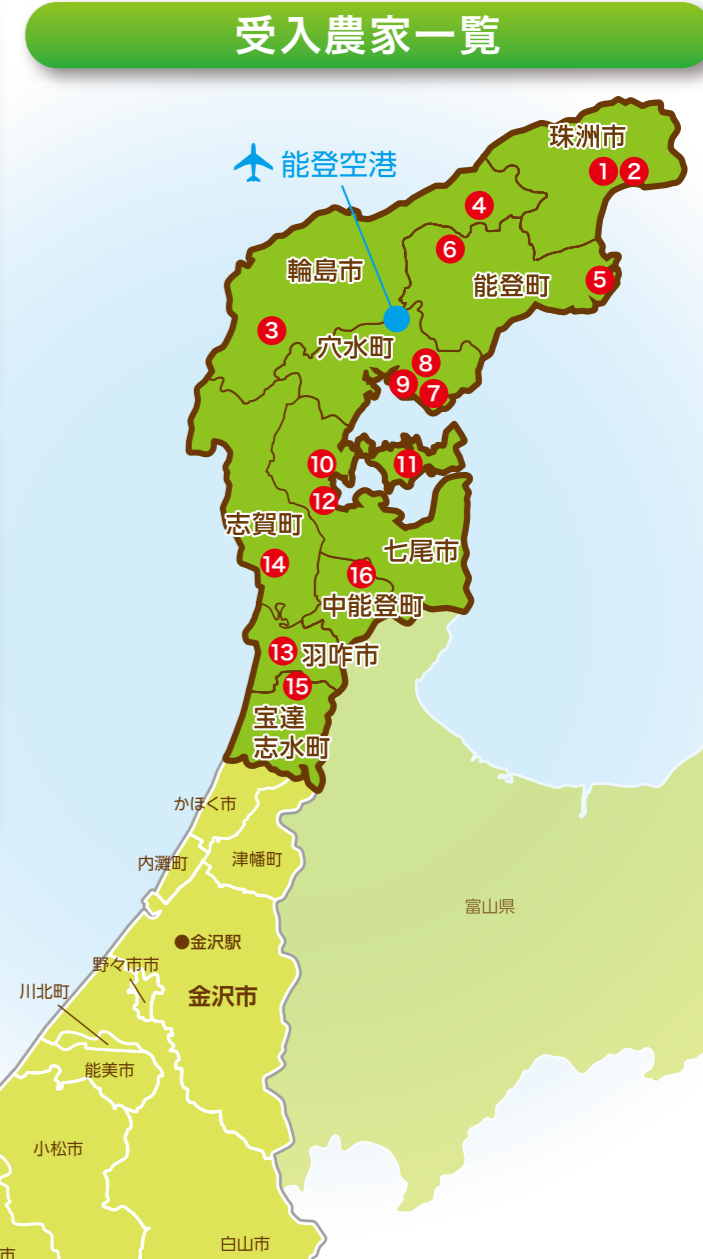 受入農家一覧
珠洲市
1
2
能登空港
4
6
輪島市
能登町
5
3
穴水町
8
9
7
10
11
12
志賀町
七尾市
14
16
中能登町
13
羽咋市
15
宝達
志水町
かほく市
内灘町
津幡町
富山県
●金沢駅
野々市市
川北町
金沢市
能美市
小松市
白山市
市